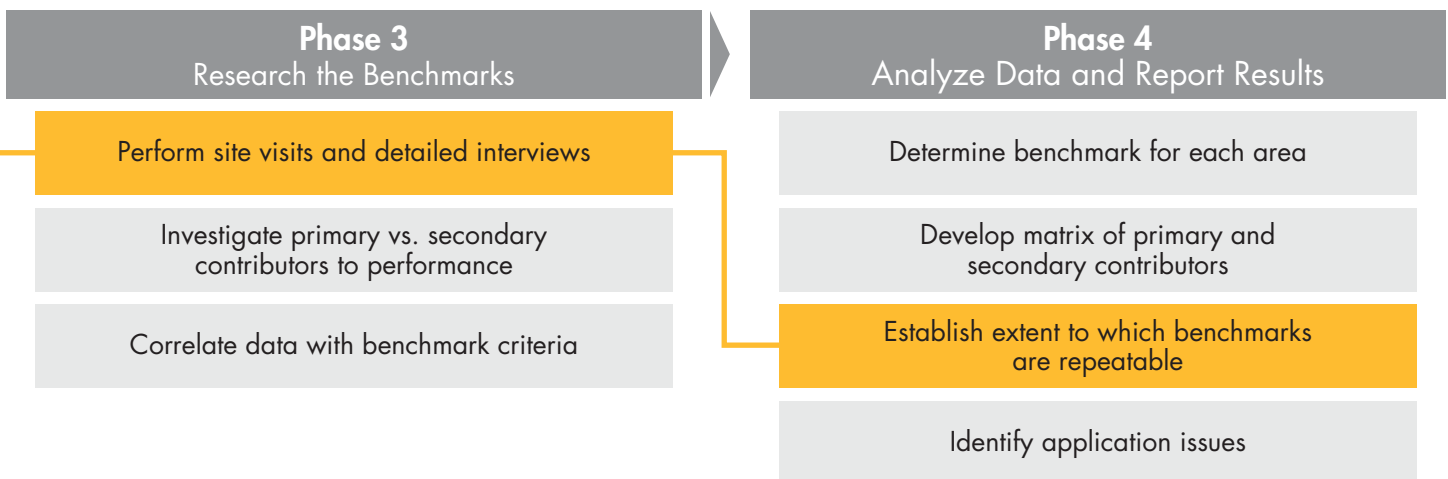 Phase 3
Research the Benchmarks
Perform site visits and detailed interviews
Investigate primary vs. secondary
contributors to performance
Correlate data with benchmark criteria
Phase 4
Analyze Data and Report Results
Determine benchmark for each area
Develop matrix of primary and
secondary contributors
Establish extent to which benchmarks
are repeatable
Identify application issues